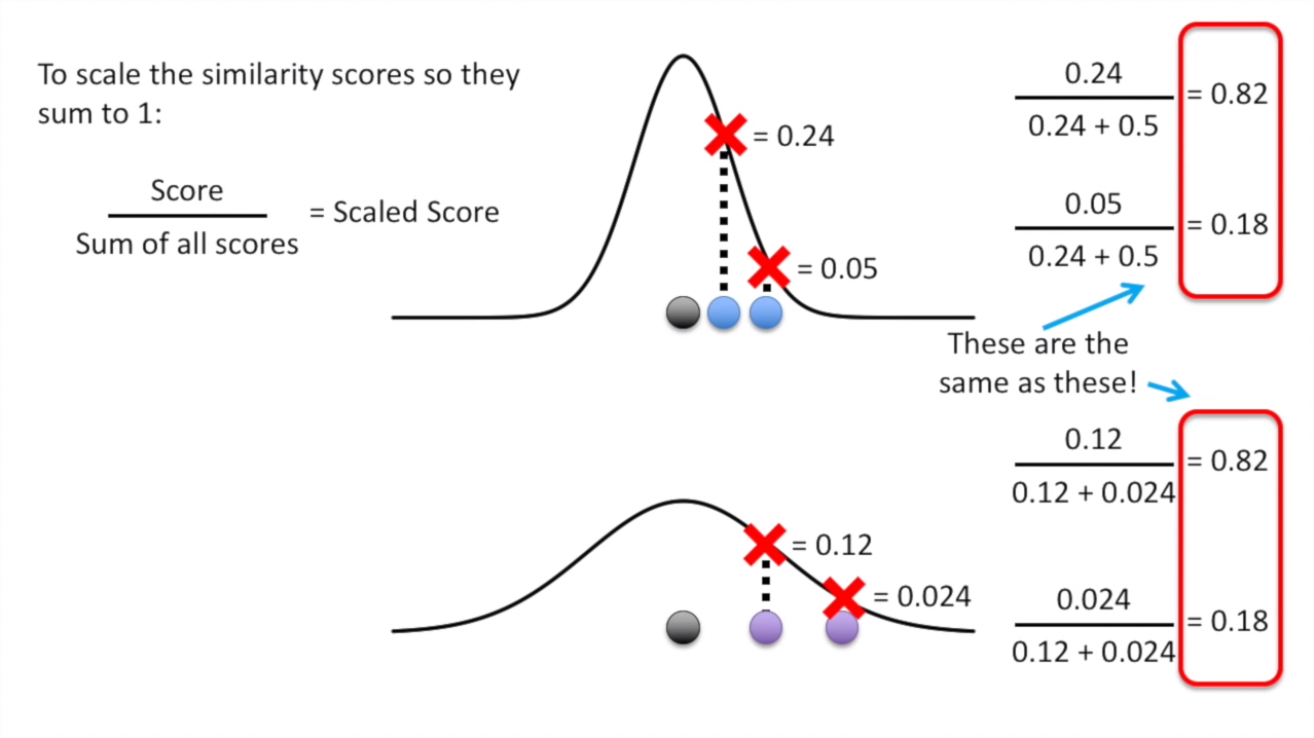 To scale the similarity scores so they
sum to 1:
Score
Sum of all scores
= Scaled Score
= 0.24
= 0.05
0.24
0.24 + 0.5
= 0.82
0.05
0.24 + 0.5
= 0.18
These are the
same as these!
= 0.12
= 0.024
0.12
0.12 + 0.024
= 0.82
0.024
0.12 + 0.024
= 0.18